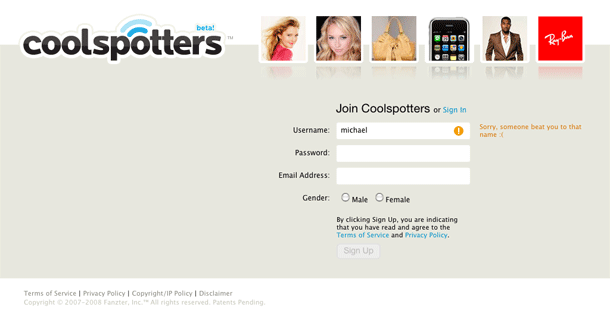 beta!
coolspotters™
Ray-Ban
Join Coolspotters or Sign In
Username:
michael
Sorry, someone beat you to that
name :(
Password:
Email Address:
Gender:
Male
Female
By clicking Sign Up, you are indicating
that you have read and agree to the
Terms of Service and Privacy Policy.
Sign Up
Terms of Service | Privacy Policy | Copyright/IP Policy | Disclaimer
Copyright © 2007-2008 Fanzter, Inc.™ All rights reserved. Patents Pending.